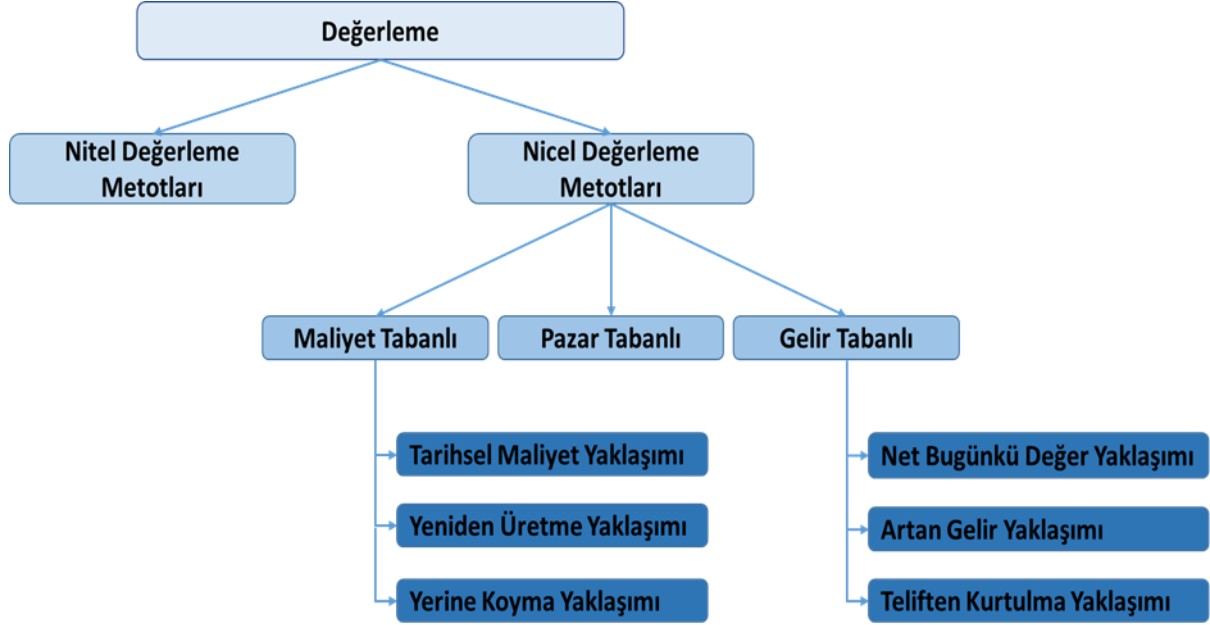 Değerleme
Nitel Değerleme
Metotları
Nicel Değerleme
Metotları
Maliyet Tabanlı
Pazar Tabanlı
Gelir Tabanlı
Tarihsel Maliyet Yaklaşımı
Yeniden Üretme Yaklaşımı
Yerine Koyma Yaklaşımı
Net Bugünkü Değer Yaklaşımı
Artan Gelir Yaklaşımı
Teliften Kurtulma Yaklaşımı